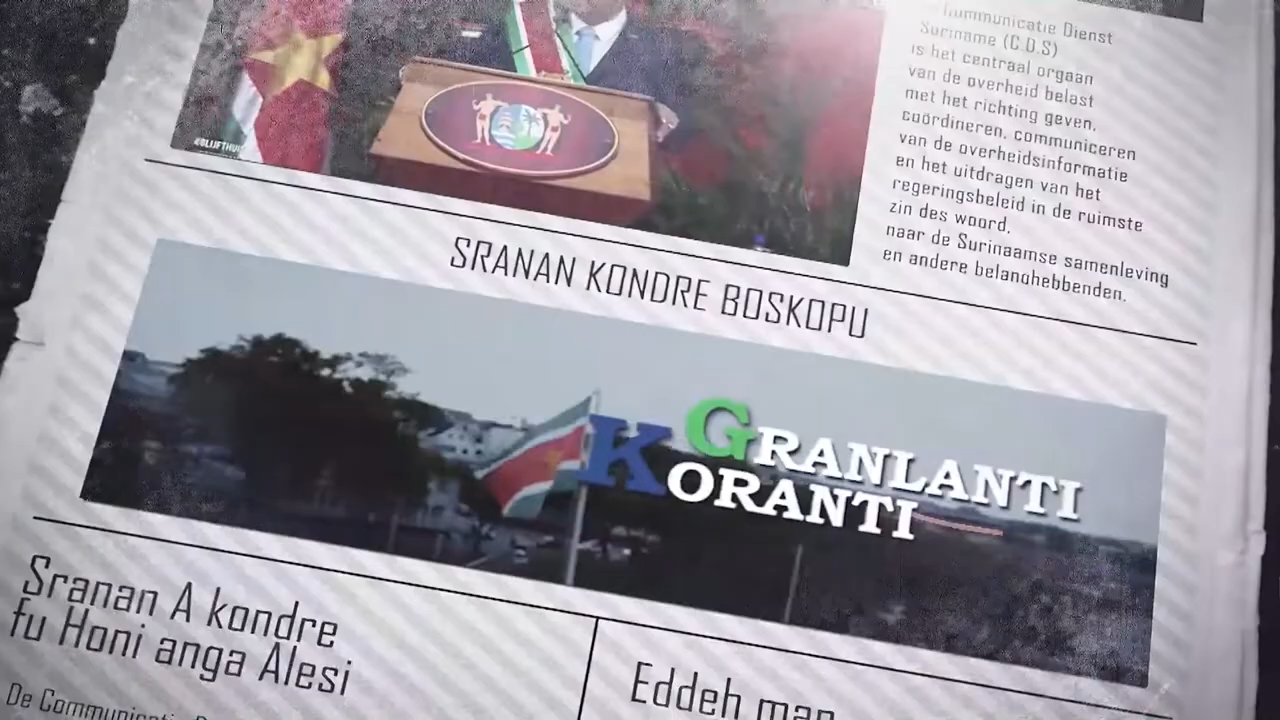 Communicatie Dienst
Suriname (C.D.S)
is het centraal orgaan
van de overheid belast
met het richting geven,
coördineren, communiceren
van de overheidsinformatie
en het uitdragen van het
regeringsbeleid in de ruimste
zin des woord,
naar de Surinaamse samenleving
en andere belanghebbenden.
SRANAN KONDRE BOSKOPU
GRANLANTI
KORANTI
Sranan A kondre
fu Honi anga Alesi
Eddeh man
De